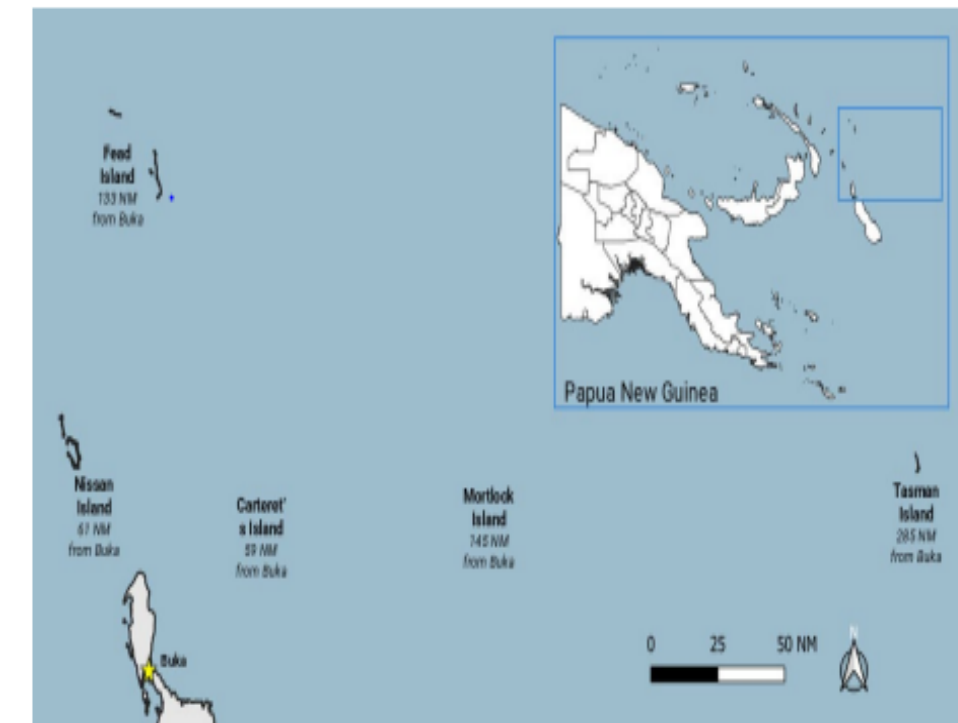 Feed
Island
133 NM
from Buka
Papua New Guinea
Nissan
Island
61 NM
from Buka
Carteret'
s Island
59 NM
from Buka
Mortlock
Island
145 NM
from Buka
Tasman
Island
285 NM
from Buka
Buka
0 25 50 NM
N